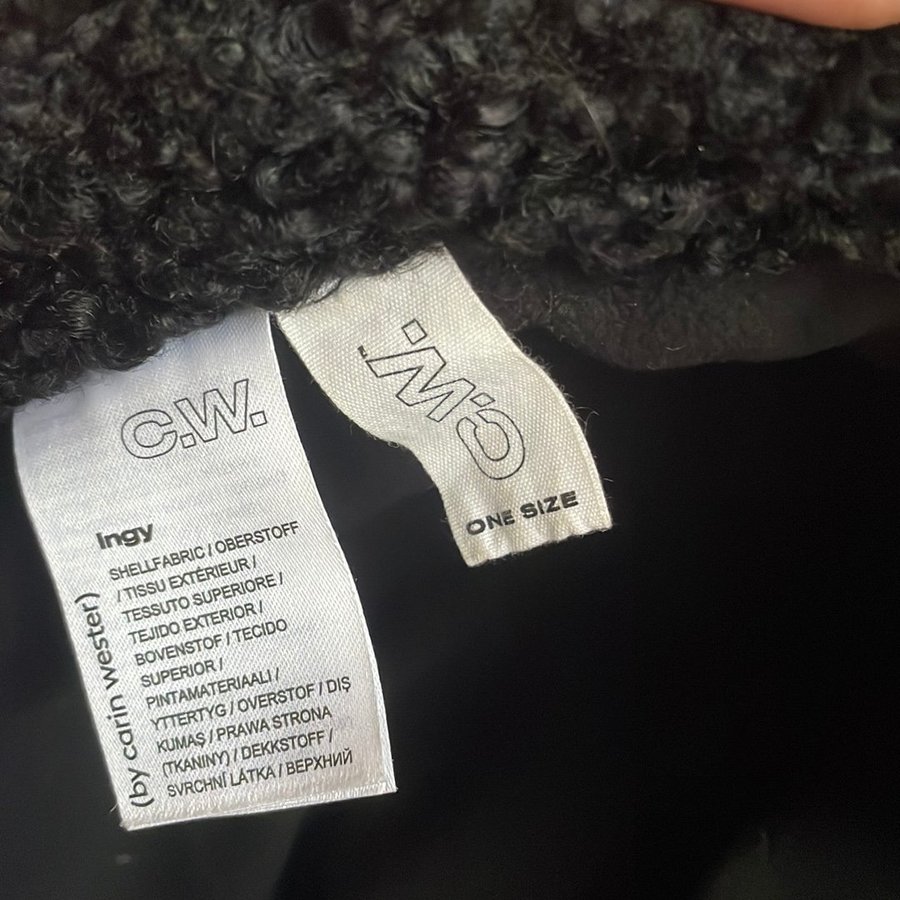 C.W.
Ingy
SHELLFABRIC / OBERSTOFF
/ TISSU EXTÉRIEUR /
TESSUTO SUPERIORE /
TEJIDO EXTERIOR /
BOVENSTOF / TECIDO
SUPERIOR /
PINTAMATERIAALI /
YTTERTYG / OVERSTOF / DIŞ
KUMAŞ / PRAWA STRONA
(TKANINY) / DEKKSTOFF /
SVRCHNÍ LÁTKA / ВЕРХНИЙ
(by carin wester)
C.W.™
ONE SIZE